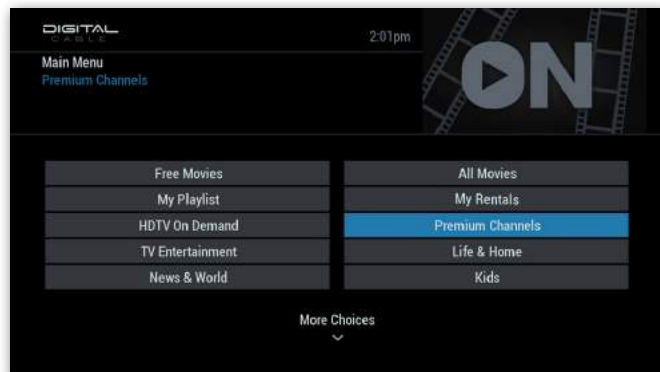 DIGITAL
CABLE
2:01pm
Main Menu
Premium Channels
ON
Free Movies
All Movies
My Playlist
My Rentals
HDTV On Demand
Premium Channels
TV Entertainment
Life & Home
News & World
Kids
More Choices